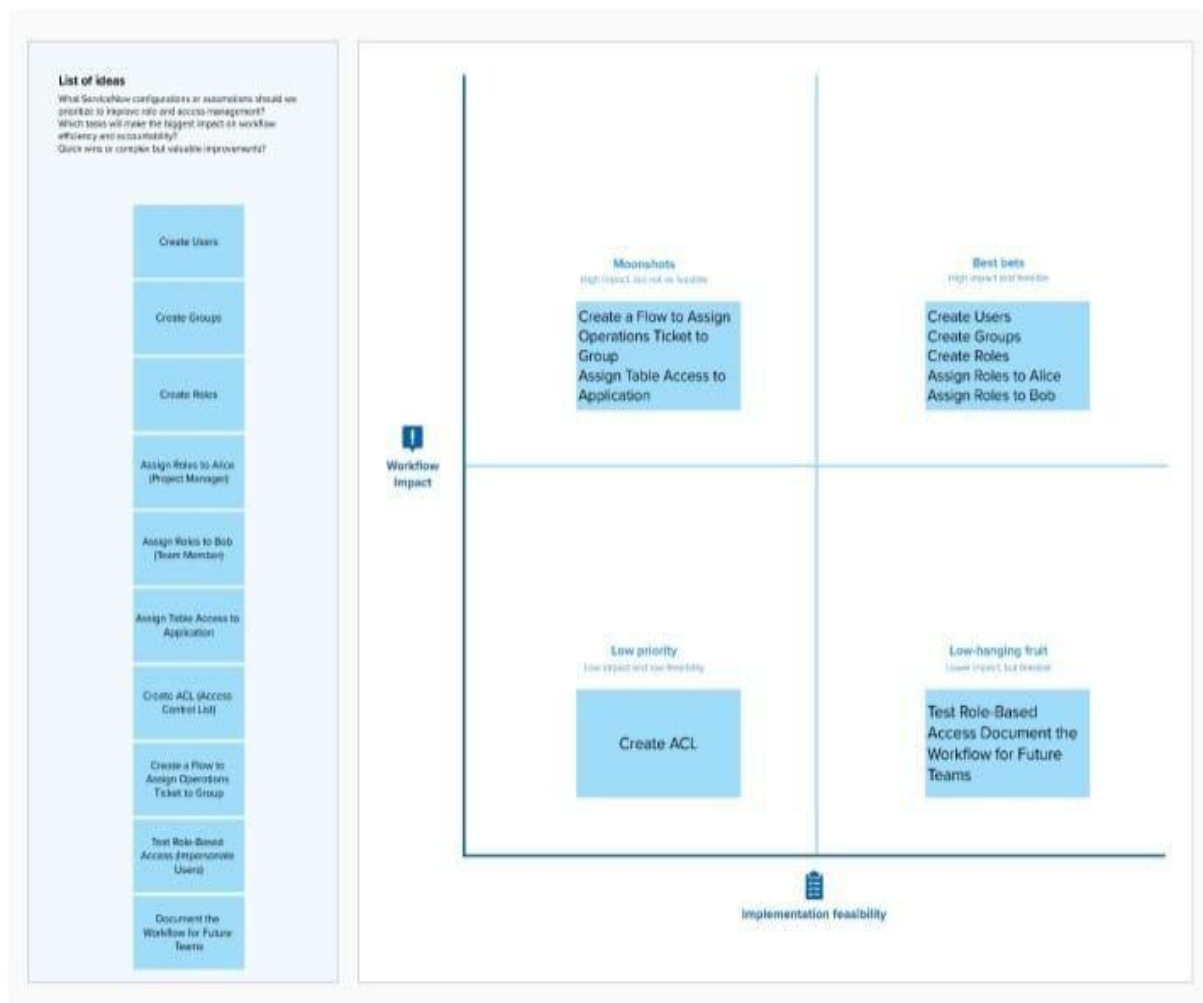 List of ideas
What ServiceNow configurations or automations should we
prioritize to improve role and access management?
Which tasks will make the biggest impact on workflow
efficiency and accountability?
Quick wins or complex but valuable improvements?
Create Users
Create Groups
Create Roles
Assign Roles to Alice
(Project Manager)
Assign Roles to Bob
(Team Member)
Assign Table Access to
Application
Create ACL (Access
Control List)
Create a Flow to
Assign Operations
Ticket to Group
Test Role-Based
Access (Impersonate
Users)
Document the
Workflow for Future
Teams
Workflow
Impact
Moonshots
High impact, but not as feasible
Create a Flow to Assign
Operations Ticket to
Group
Assign Table Access to
Application
Best bets
High impact and feasible
Create Users
Create Groups
Create Roles
Assign Roles to Alice
Assign Roles to Bob
Low priority
Low impact and low feasibility
Create ACL
Low-hanging fruit
Lower impact, but feasible
Test Role-Based
Access Document the
Workflow for Future
Teams
Implementation feasibility